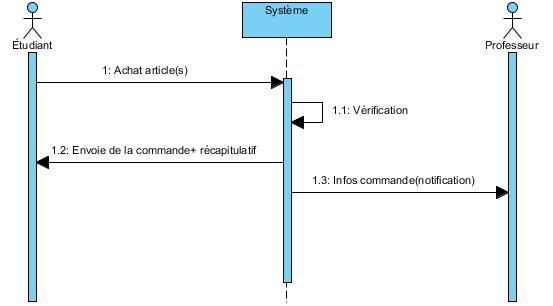 Système
Étudiant
Professeur
1: Achat article(s)
1.1: Vérification
1.2: Envoie de la commande+ récapitulatif
1.3: Infos commande(notification)